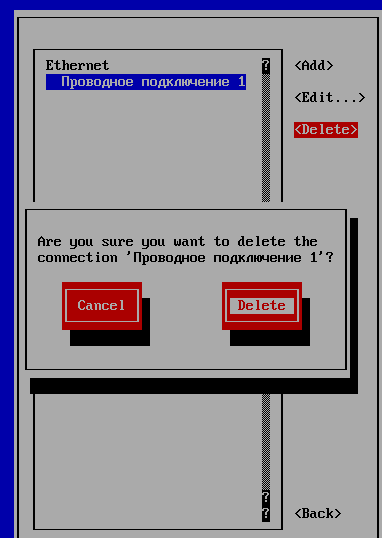 Ethernet
?
<Add>
Проводное подключение 1
<Edit...>
<Delete>
Are you sure you want to delete the
connection 'Проводное подключение 1'?
Cancel
Delete
?
?
<Back>